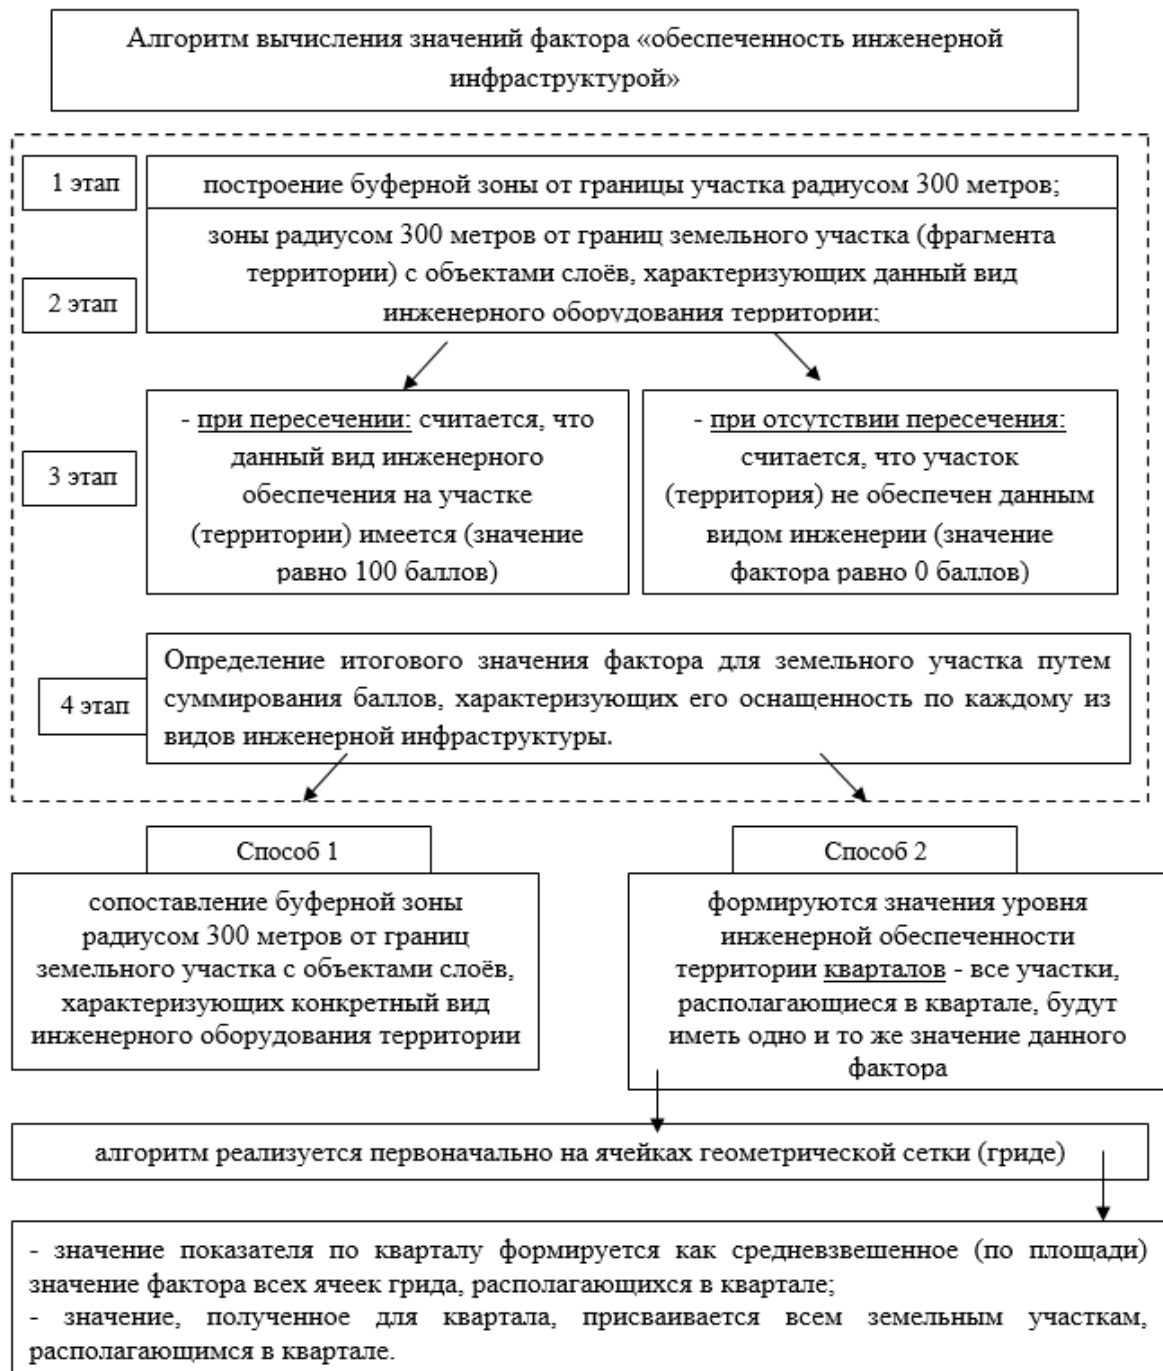 Алгоритм вычисления значений фактора «обеспеченность инженерной
инфраструктурой»
1 этап
построение буферной зоны от границы участка радиусом 300 метров;
2 этап
зоны радиусом 300 метров от границ земельного участка (фрагмента
территории) с объектами слоёв, характеризующих данный вид
инженерного оборудования территории;
3 этап
- при пересечении: считается, что
данный вид инженерного
обеспечения на участке
(территории) имеется (значение
равно 100 баллов)
- при отсутствии пересечения:
считается, что участок
(территория) не обеспечен данным
видом инженерии (значение
фактора равно 0 баллов)
4 этап
Определение итогового значения фактора для земельного участка путем
суммирования баллов, характеризующих его оснащенность по каждому из
видов инженерной инфраструктуры.
Способ 1
сопоставление буферной зоны
радиусом 300 метров от границ
земельного участка с объектами слоёв,
характеризующих конкретный вид
инженерного оборудования территории
Способ 2
формируются значения уровня
инженерной обеспеченности
территории кварталов - все участки,
располагающиеся в квартале, будут
иметь одно и то же значение данного
фактора
алгоритм реализуется первоначально на ячейках геометрической сетки (гриде)
- значение показателя по кварталу формируется как средневзвешенное (по площади)
значение фактора всех ячеек грида, располагающихся в квартале;
- значение, полученное для квартала, присваивается всем земельным участкам,
располагающимся в квартале.